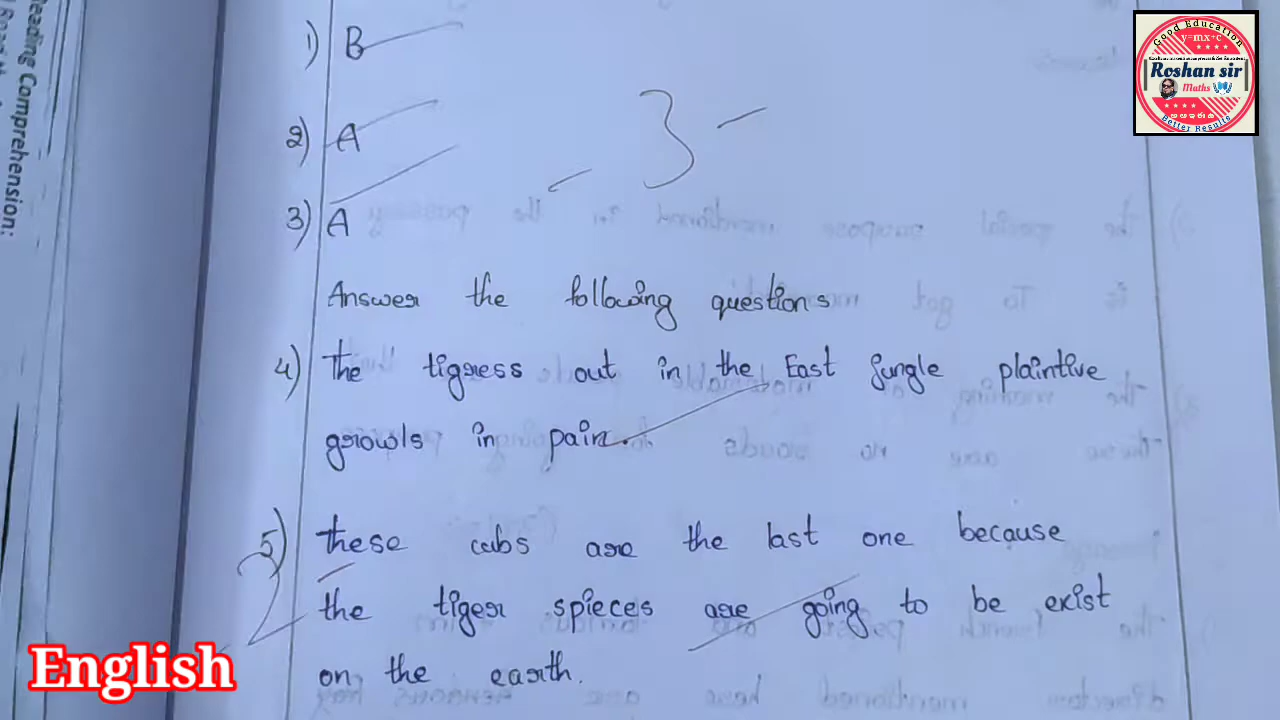 eading Comprehension:
Good Education
y=mx+c
Roshan sir
Maths
Better Results
1) B
2) A
3
3) A
Answer the following questions
4) The tigress out in the East jungle plaintive
growls in pain.
5) These cubs are the last one because
the tiger spieces are going to be exist
on the earth.
English